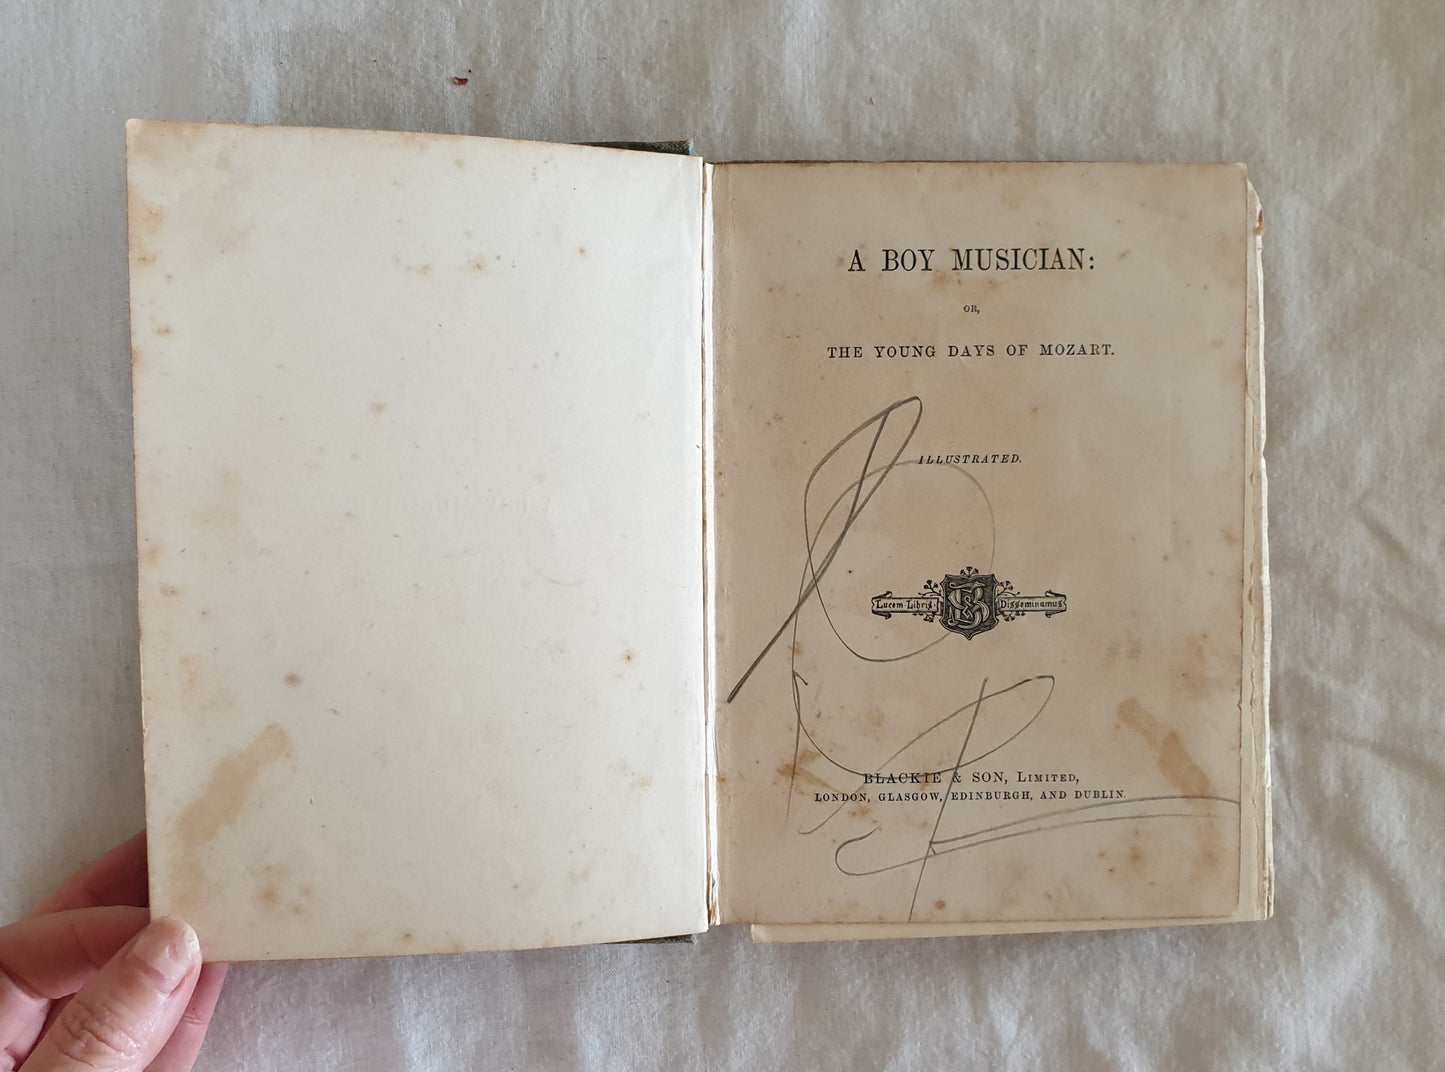 A BOY MUSICIAN:
OR,
THE YOUNG DAYS OF MOZART.
ILLUSTRATED.
Lucem Libris Disseminamus
BLACKIE & SON, LIMITED,
LONDON, GLASGOW, EDINBURGH, AND DUBLIN.